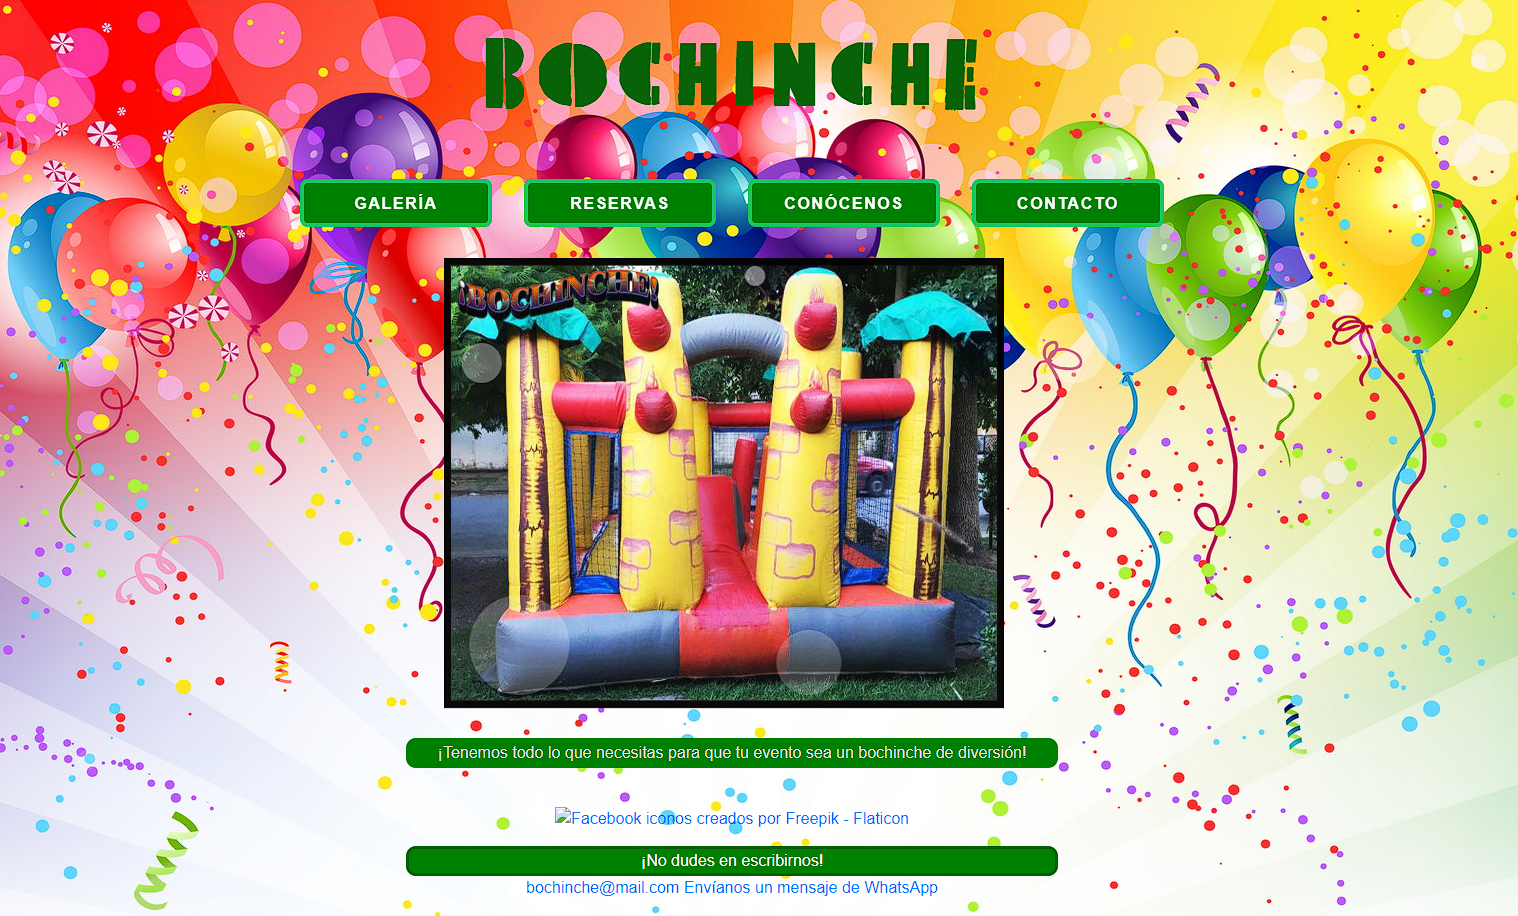 BOCHINCHE
GALERÍA
RESERVAS
CONÓCENOS
CONTACTO
¡BOCHINCHE!
¡Tenemos todo lo que necesitas para que tu evento sea un bochinche de diversión!
Facebook iconos creados por Freepik - Flaticon
¡No dudes en escribirnos!
bochinche@mail.com Envíanos un mensaje de WhatsApp